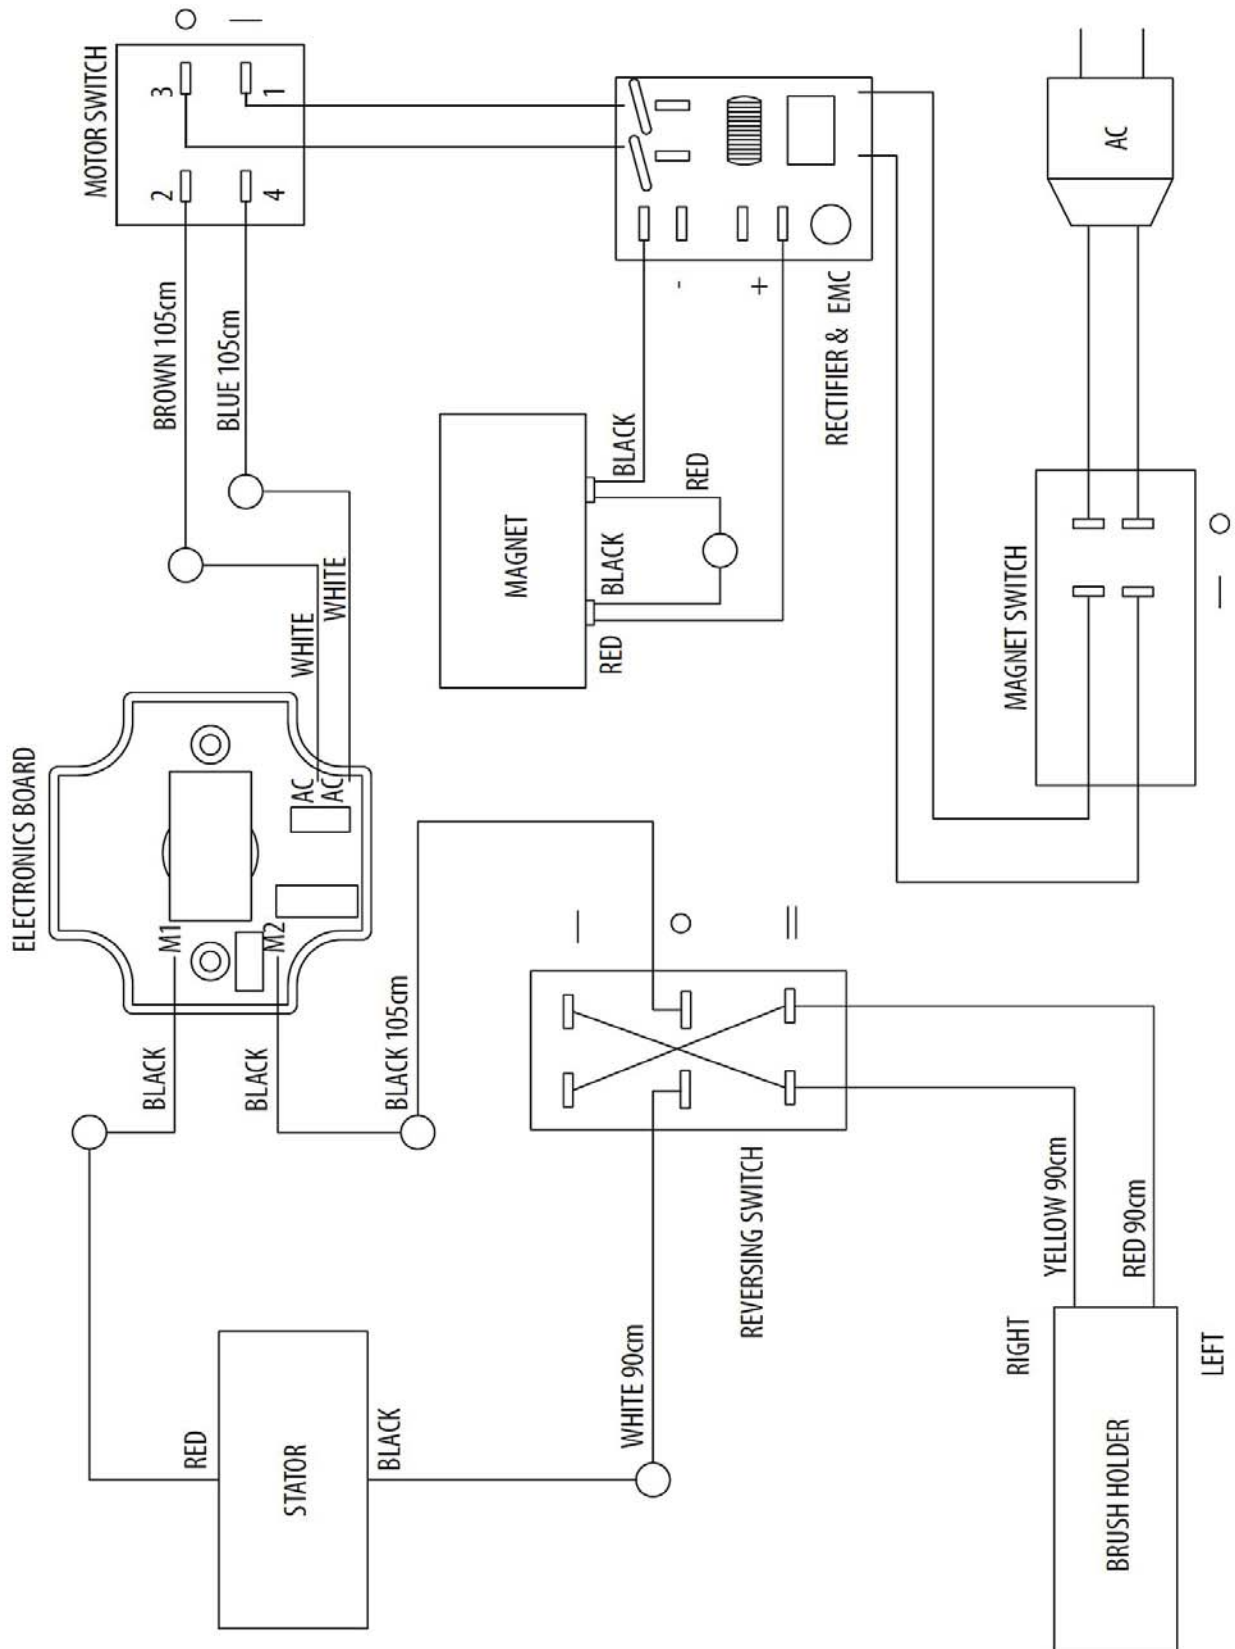 ELECTRONICS BOARD
MOTOR SWITCH
3
1
2
4
BROWN 105cm
BLUE 105cm
WHITE
WHITE
AC
AC
M1
M2
BLACK
BLACK
BLACK 105cm
RED
STATOR
BLACK
WHITE 90cm
MAGNET
BLACK
RED
BLACK
RED
-
+
RECTIFIER & EMC
REVERSING SWITCH
YELLOW 90cm
RED 90cm
RIGHT
LEFT
BRUSH HOLDER
MAGNET SWITCH
AC